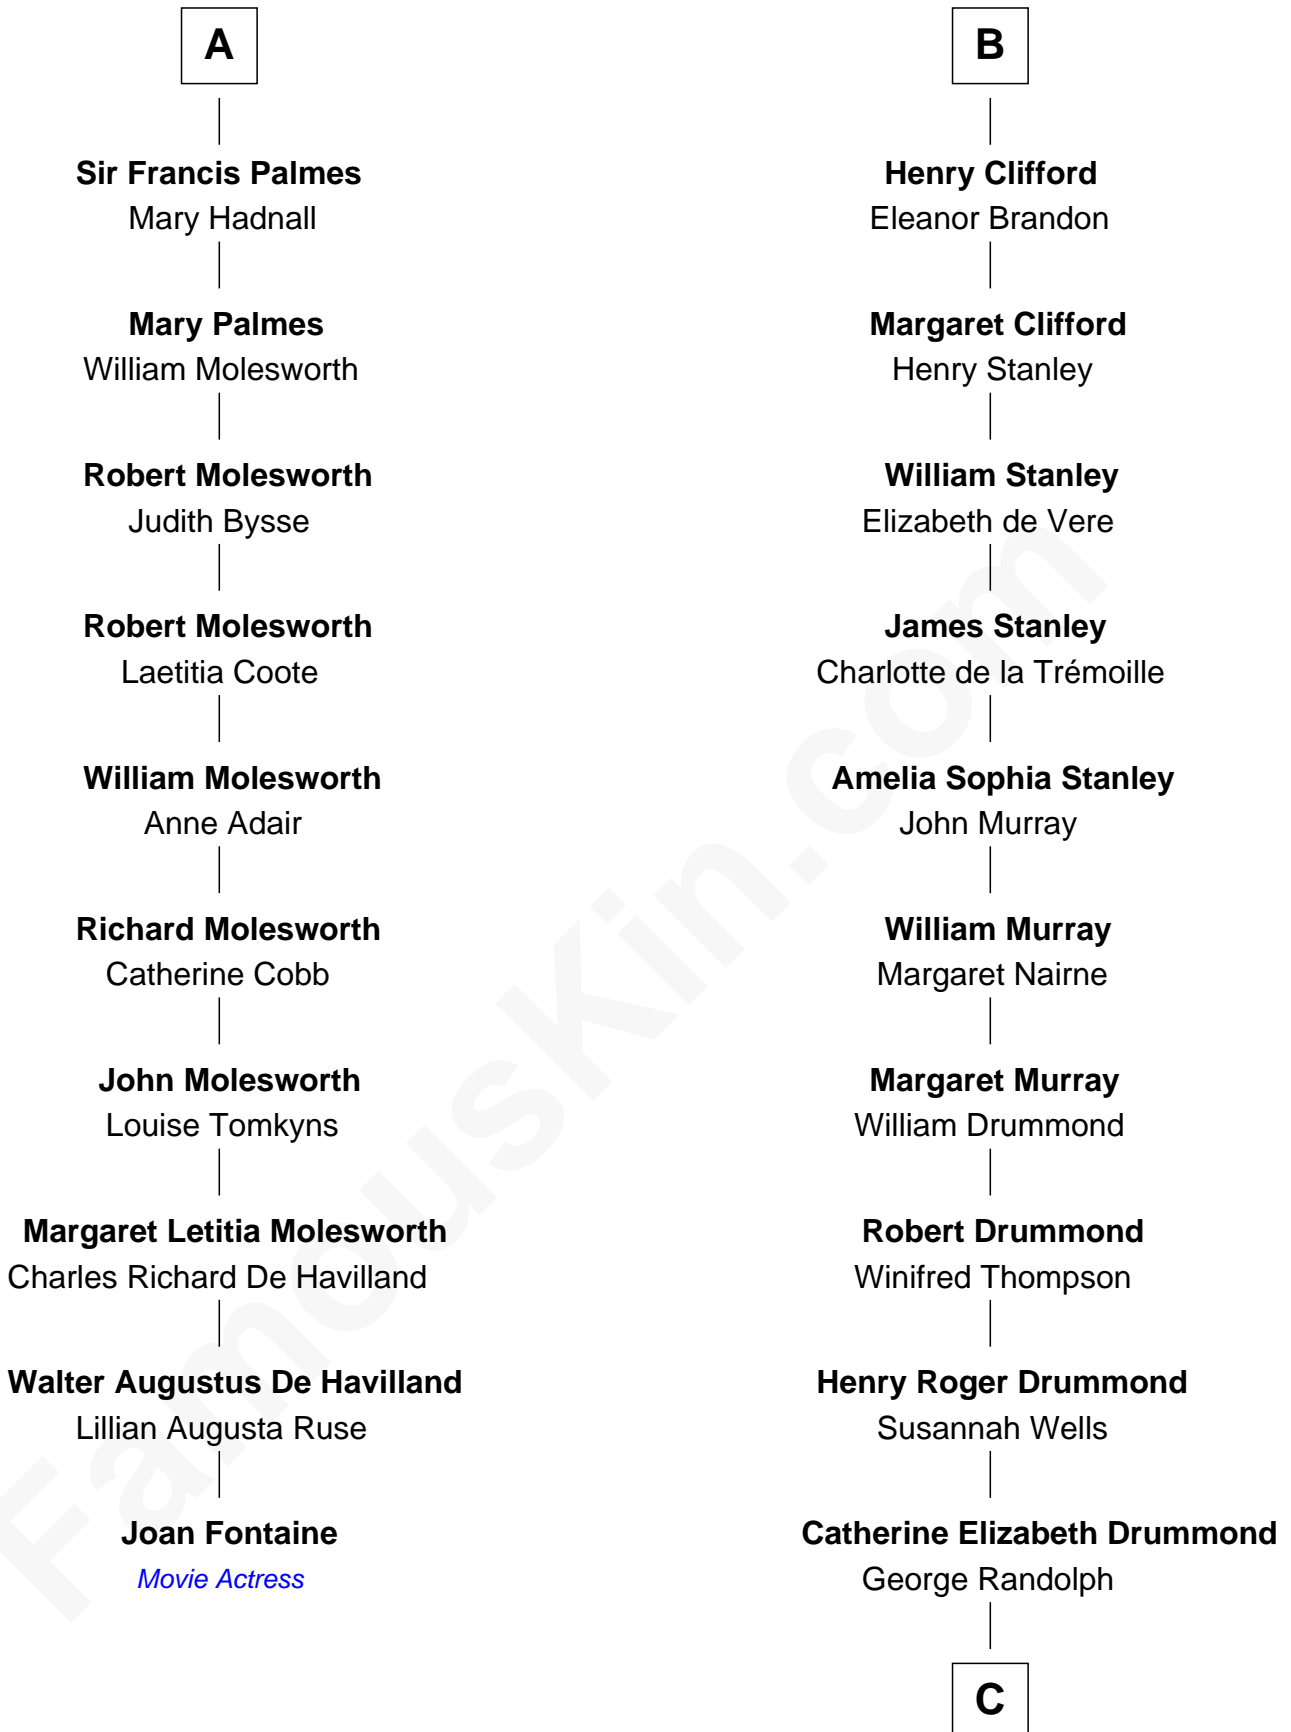 A
Sir Francis Palmes
Mary Hadnall
Mary Palmes
William Molesworth
Robert Molesworth
Judith Bysse
Robert Molesworth
Laetitia Coote
William Molesworth
Anne Adair
Richard Molesworth
Catherine Cobb
John Molesworth
Louise Tomkyns
Margaret Letitia Molesworth
Charles Richard De Havilland
Walter Augustus De Havilland
Lillian Augusta Ruse
Joan Fontaine
Movie Actress
B
Henry Clifford
Eleanor Brandon
Margaret Clifford
Henry Stanley
William Stanley
Elizabeth de Vere
James Stanley
Charlotte de la Trémoille
Amelia Sophia Stanley
John Murray
William Murray
Margaret Nairne
Margaret Murray
William Drummond
Robert Drummond
Winifred Thompson
Henry Roger Drummond
Susannah Wells
Catherine Elizabeth Drummond
George Randolph
C
FamousKin.com